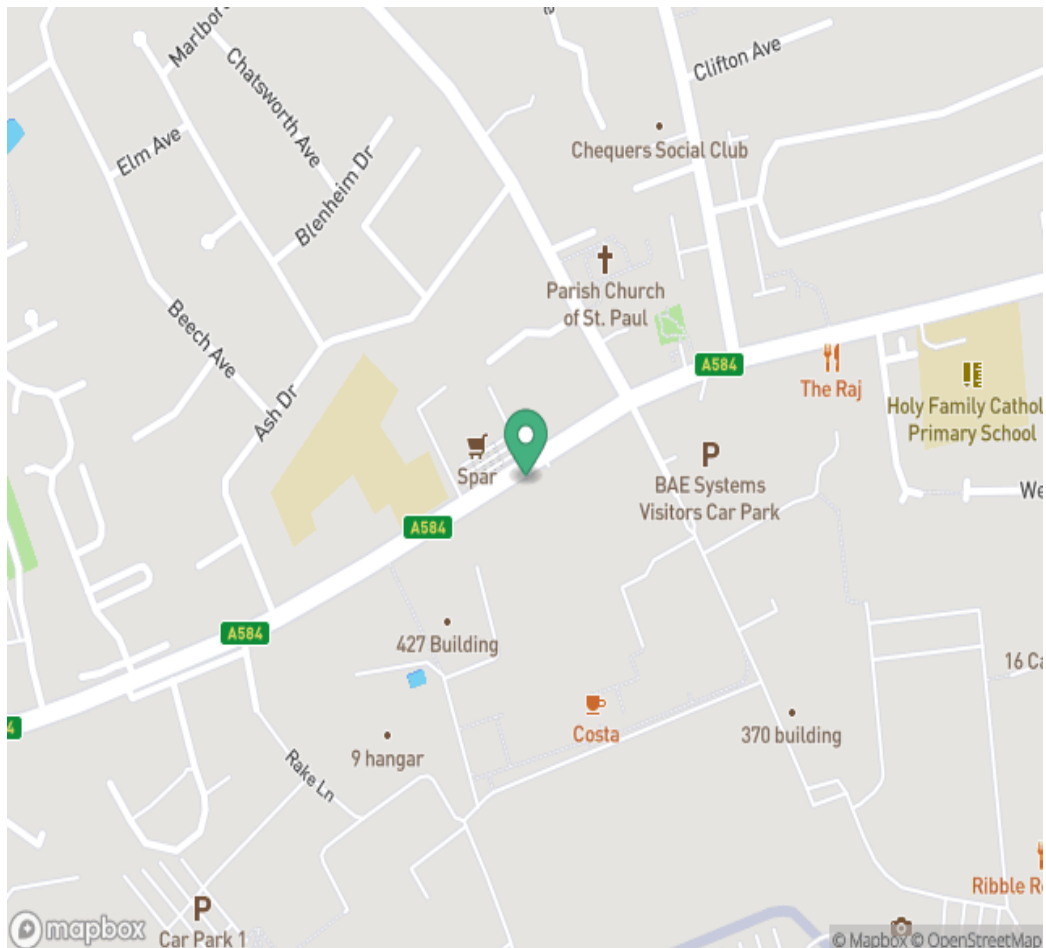 Marlbor
Chatsworth Ave
Clifton Ave
Elm Ave
Blenheim Dr
Chequers Social Club
Parish Church
of St. Paul
Beech Ave
A584
The Raj
Ash Dr
Holy Family Cathol
Primary School
Spar
P
BAE Systems
Visitors Car Park
We
A584
A584
427 Building
16 Ca
4
Costa
370 building
9 hangar
Rake Ln
Ribble R
P
Car Park 1
mapbox
© Mapbox © OpenStreetMap